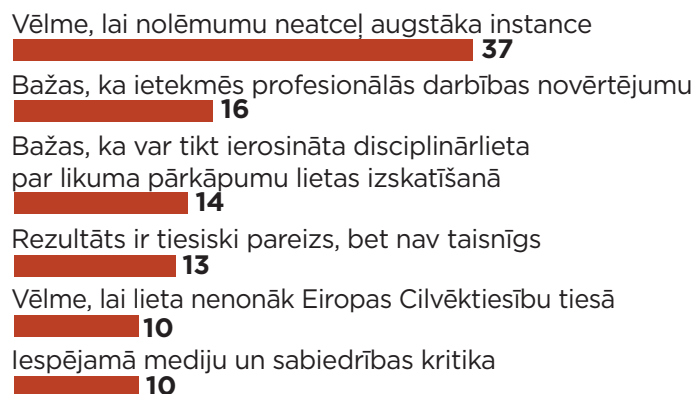 Vēlme, lai nolēmumu neatceļ augstāka instance
37
Bažas, ka ietekmēs profesionālās darbības novērtējumu
16
Bažas, ka var tikt ierosināta disciplinārlieta
par likuma pārkāpumu lietas izskatīšanā
14
Rezultāts ir tiesiski pareizs, bet nav taisnīgs
13
Vēlme, lai lieta nenonāk Eiropas Cilvēktiesību tiesā
10
Iespējamā mediju un sabiedrības kritika
10